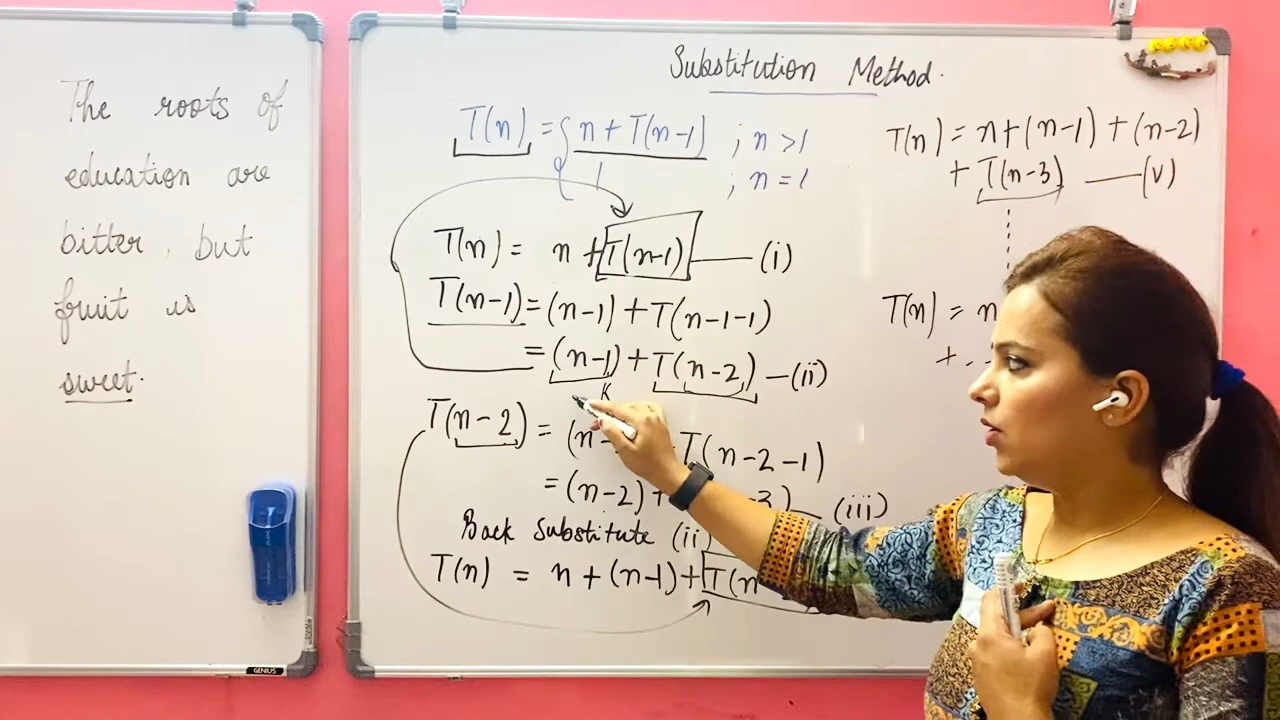 The roots of
education are
bitter, but
fruit is
sweet.
GENIUS
Substitution Method.
T(n) = { n + T(n-1) ; n > 1
1 ; n = 1
T(n) = n + T(n-1) — (i)
T(n-1) = (n-1) + T(n-1-1)
= (n-1) + T(n-2) — (ii)
K
T(n-2) = (n- T(n-2-1)
= (n-2) + 3) — (iii)
Back substitute (ii)
T(n) = n + (n-1) + T(n
T(n) = n + (n-1) + (n-2)
+ T(n-3) — (v)
T(n) = n
+ ..